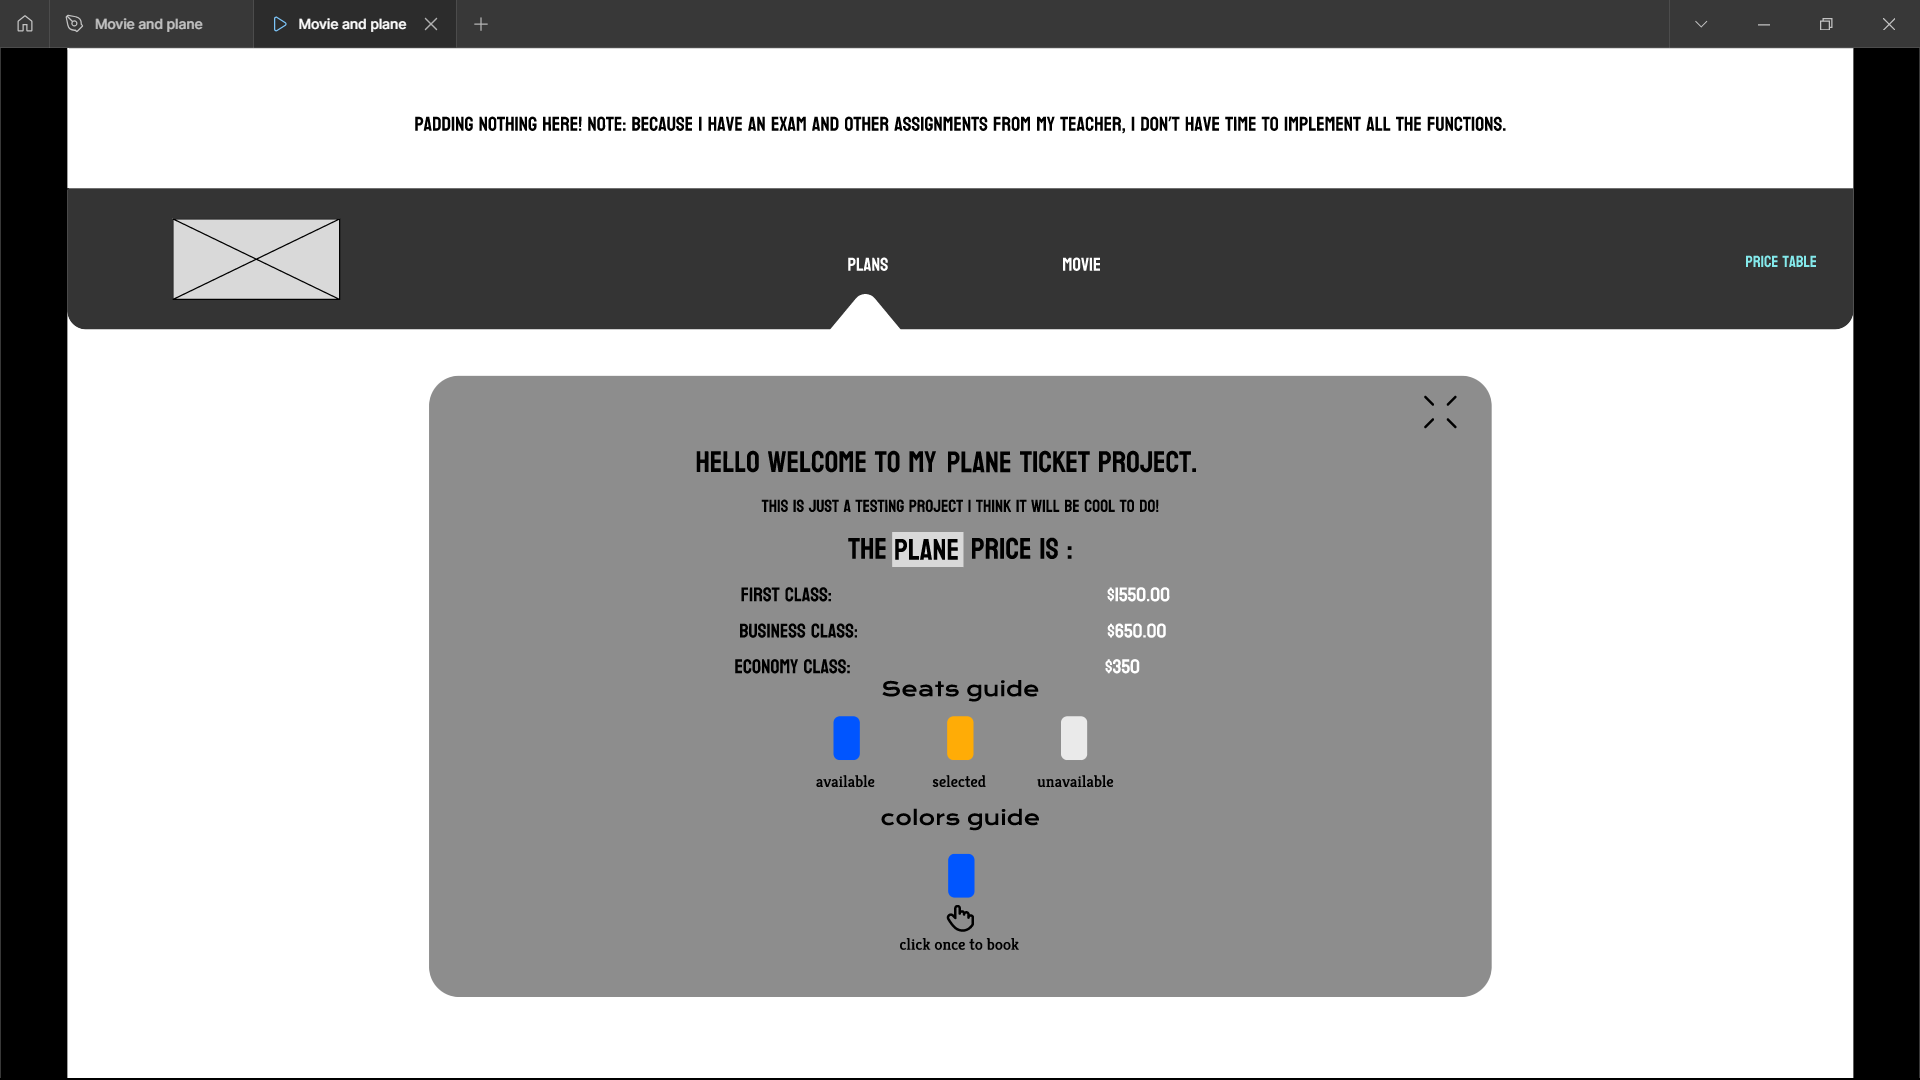 Movie and plane
Movie and plane
PADDING NOTHING HERE! NOTE: BECAUSE I HAVE AN EXAM AND OTHER ASSIGNMENTS FROM MY TEACHER, I DON'T HAVE TIME TO IMPLEMENT ALL THE FUNCTIONS.
PLANS
MOVIE
PRICE TABLE
HELLO WELCOME TO MY PLANE TICKET PROJECT.
THIS IS JUST A TESTING PROJECT I THINK IT WILL BE COOL TO DO!
THE PLANE PRICE IS :
FIRST CLASS: $1550.00
BUSINESS CLASS: $650.00
ECONOMY CLASS: $350
Seats guide
available selected unavailable
colors guide
click once to book